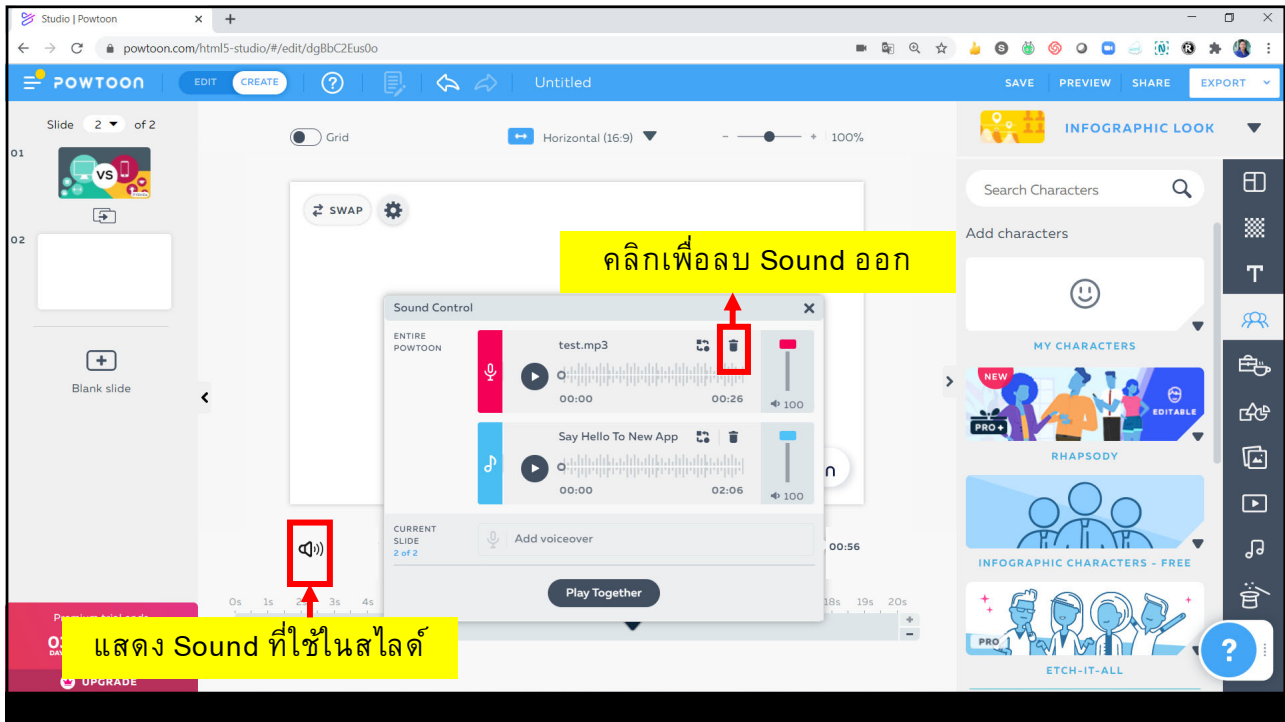 Studio | Powtoon
powtoon.com/html5-studio/#/edit/dgBbC2Eus0o
POWTOON
EDIT CREATE
?
Untitled
SAVE PREVIEW SHARE EXPORT
Slide 2 of 2
Grid
Horizontal (16:9)
- + 100%
INFOGRAPHIC LOOK
01
VS
SWAP
02
Blank slide
คลิกเพื่อลบ Sound ออก
Sound Control
ENTIRE
POWTOON
test.mp3
00:00 00:26
100
Say Hello To New App
00:00 02:06
100
CURRENT
SLIDE
2 of 2
Add voiceover
Play Together
n
00:56
0s 1s 2s 3s 4s
18s 19s 20s
+
-
แสดง Sound ที่ใช้ในสไลด์
UPGRADE
Search Characters
Add characters
MY CHARACTERS
NEW
PRO+
EDITABLE
RHAPSODY
INFOGRAPHIC CHARACTERS - FREE
PRO
ETCH-IT-ALL
?